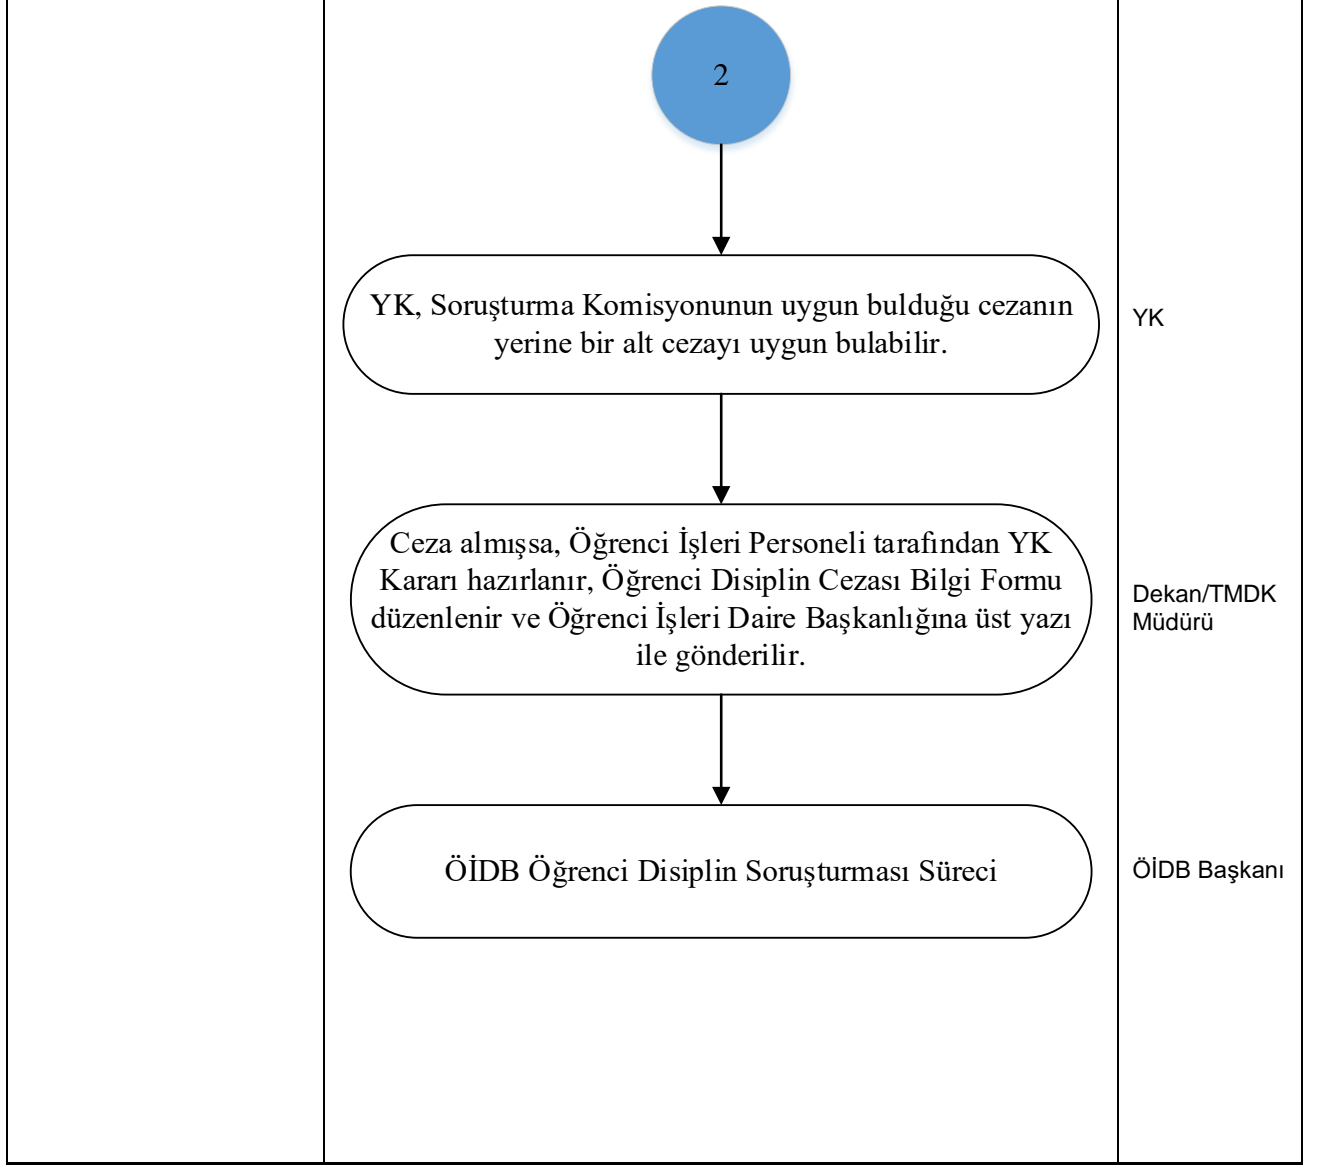 2
YK, Soruşturma Komisyonunun uygun bulduğu cezanın
yerine bir alt cezayı uygun bulabilir.
YK
Ceza almışsa, Öğrenci İşleri Personeli tarafından YK
Kararı hazırlanır, Öğrenci Disiplin Cezası Bilgi Formu
düzenlenir ve Öğrenci İşleri Daire Başkanlığına üst yazı
ile gönderilir.
Dekan/TMDK
Müdürü
ÖİDB Öğrenci Disiplin Soruşturması Süreci
ÖİDB Başkanı